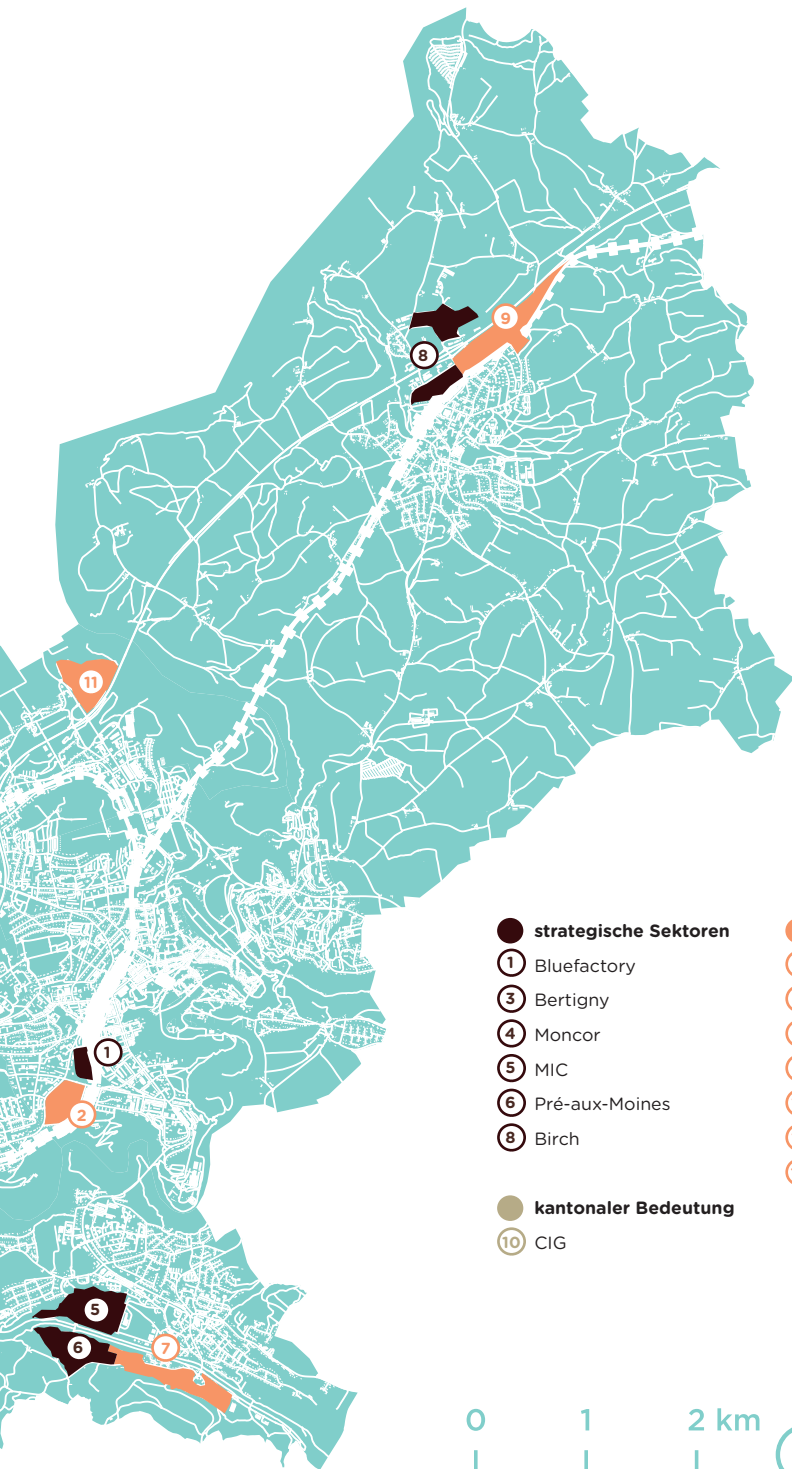 9
8
11
strategische Sektoren
1 Bluefactory
3 Bertigny
4 Moncor
5 MIC
6 Pré-aux-Moines
8 Birch
kantonaler Bedeutung
10 CIG
1
2
5
6
7
0 1 2 km